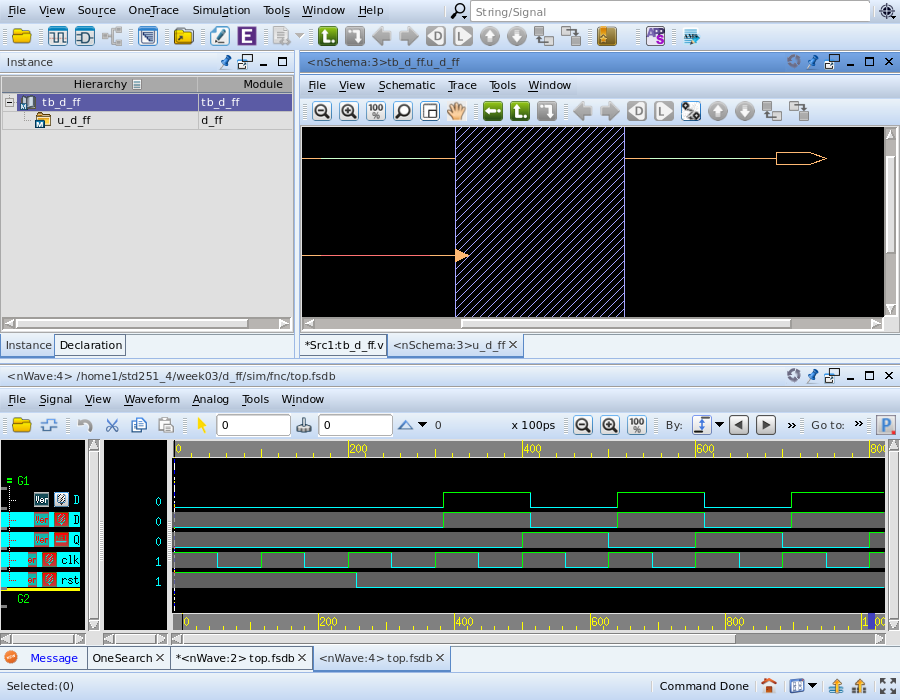 File View Source OneTrace Simulation Tools Window Help
String/Signal
Instance
Hierarchy Module
tb_d_ff tb_d_ff
u_d_ff d_ff
Instance Declaration
<nSchema:3>tb_d_ff.u_d_ff
File View Schematic Trace Tools Window
100%
*Src1:tb_d_ff.v <nSchema:3>u_d_ff
<nWave:4> /home1/std251_4/week03/d_ff/sim/fnc/top.fsdb
File Signal View Waveform Analog Tools Window
0 0 0 x 100ps 100% By: » Go to: »
0 200 400 600 800
G1
D 0
D 0
Q 0
clk 1
rst 1
G2
0 200 400 600 800
Message OneSearch *<nWave:2> top.fsdb <nWave:4> top.fsdb
Selected:(0) Command Done